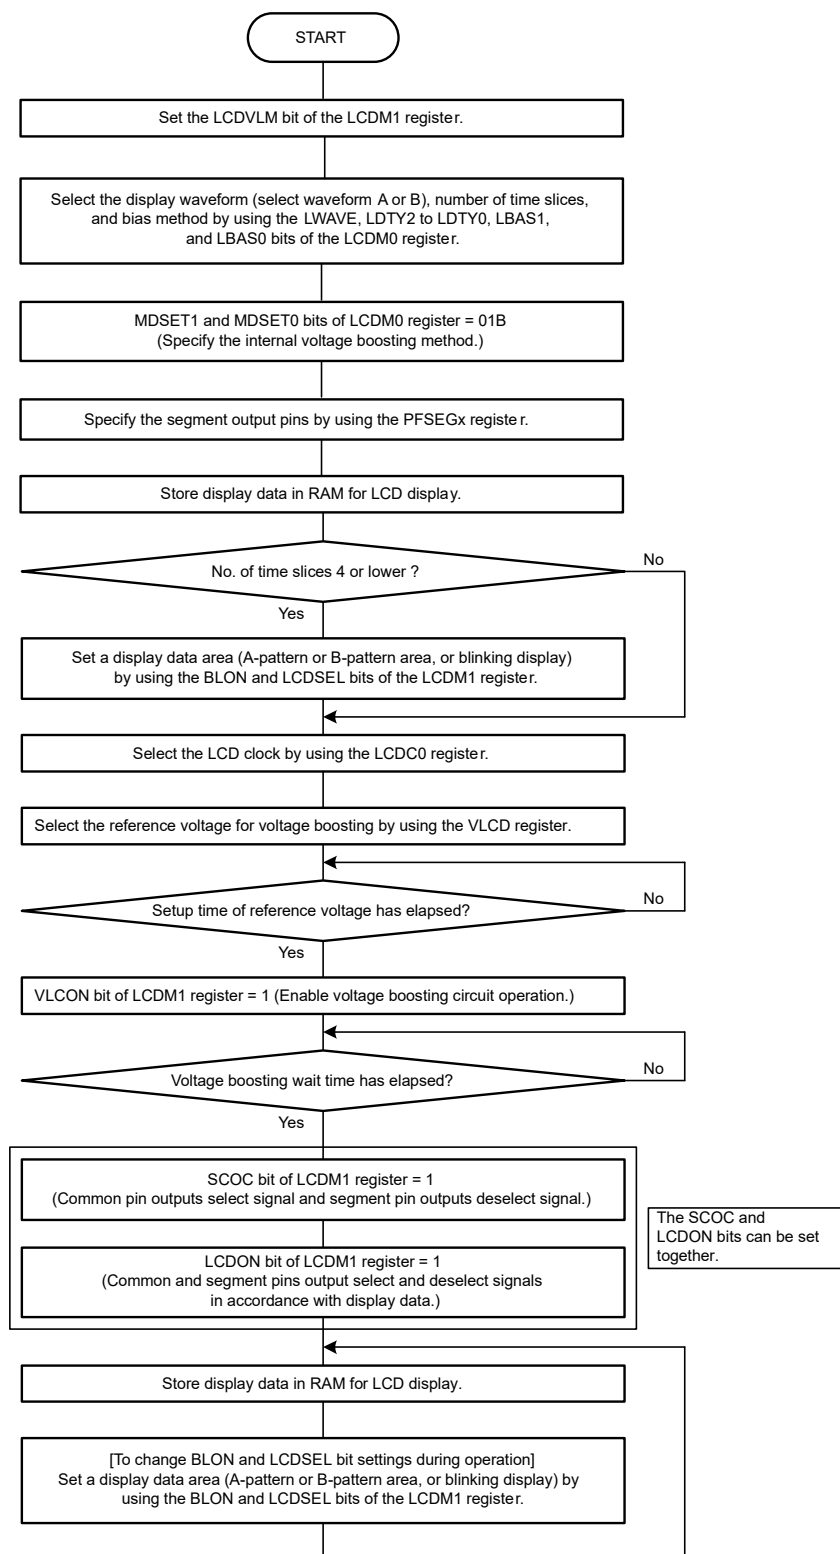 START
Set the LCDVLM bit of the LCDM1 register.
Select the display waveform (select waveform A or B), number of time slices,
and bias method by using the LWAVE, LDTY2 to LDTY0, LBAS1,
and LBAS0 bits of the LCDM0 register.
MDSET1 and MDSET0 bits of LCDM0 register = 01B
(Specify the internal voltage boosting method.)
Specify the segment output pins by using the PFSEGx register.
Store display data in RAM for LCD display.
No. of time slices 4 or lower ?
No
Yes
Set a display data area (A-pattern or B-pattern area, or blinking display)
by using the BLON and LCDSEL bits of the LCDM1 register.
Select the LCD clock by using the LCDC0 register.
Select the reference voltage for voltage boosting by using the VLCD register.
Setup time of reference voltage has elapsed?
No
Yes
VLCON bit of LCDM1 register = 1 (Enable voltage boosting circuit operation.)
Voltage boosting wait time has elapsed?
No
Yes
SCOC bit of LCDM1 register = 1
(Common pin outputs select signal and segment pin outputs deselect signal.)
The SCOC and
LCDON bits can be set
together.
LCDON bit of LCDM1 register = 1
(Common and segment pins output select and deselect signals
in accordance with display data.)
Store display data in RAM for LCD display.
[To change BLON and LCDSEL bit settings during operation]
Set a display data area (A-pattern or B-pattern area, or blinking display) by
using the BLON and LCDSEL bits of the LCDM1 register.